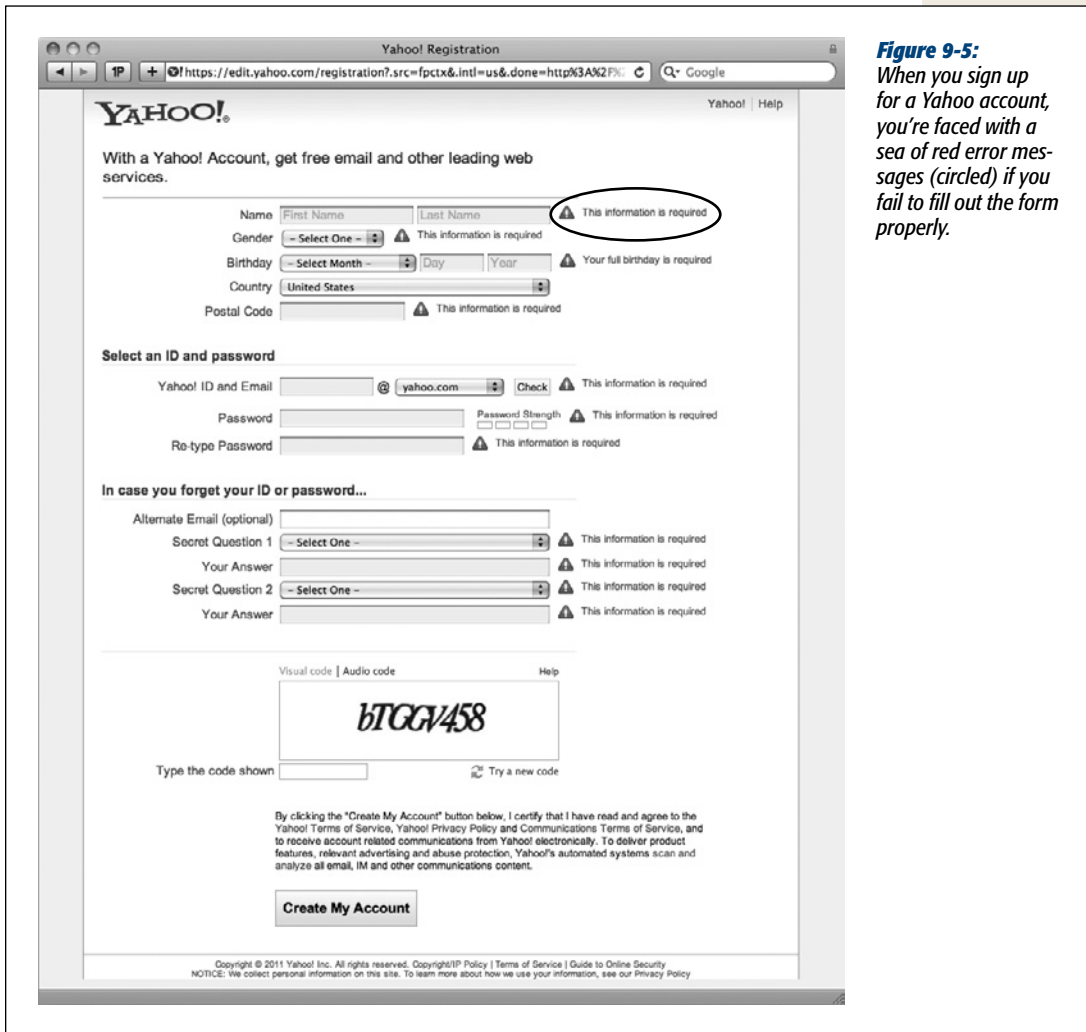 Yahoo! Registration
1P + https://edit.yahoo.com/registration?.src=fpctx&.intl=us&.done=http%3A%2F% Google
YAHOO!®
Yahoo! | Help
With a Yahoo! Account, get free email and other leading web
services.
Name First Name Last Name This information is required
Gender – Select One – This information is required
Birthday – Select Month – Day Year Your full birthday is required
Country United States
Postal Code This information is required
Select an ID and password
Yahoo! ID and Email @ yahoo.com Check This information is required
Password Password Strength This information is required
Re-type Password This information is required
In case you forget your ID or password...
Alternate Email (optional)
Secret Question 1 – Select One – This information is required
Your Answer This information is required
Secret Question 2 – Select One – This information is required
Your Answer This information is required
Visual code | Audio code Help
bTGGV458
Type the code shown Try a new code
By clicking the "Create My Account" button below, I certify that I have read and agree to the
Yahoo! Terms of Service, Yahoo! Privacy Policy and Communications Terms of Service, and
to receive account related communications from Yahoo! electronically. To deliver product
features, relevant advertising and abuse protection, Yahoo!'s automated systems scan and
analyze all email, IM and other communications content.
Create My Account
Copyright © 2011 Yahoo! Inc. All rights reserved. Copyright/IP Policy | Terms of Service | Guide to Online Security
NOTICE: We collect personal information on this site. To learn more about how we use your information, see our Privacy Policy
Figure 9-5:
When you sign up
for a Yahoo account,
you're faced with a
sea of red error mes-
sages (circled) if you
fail to fill out the form
properly.